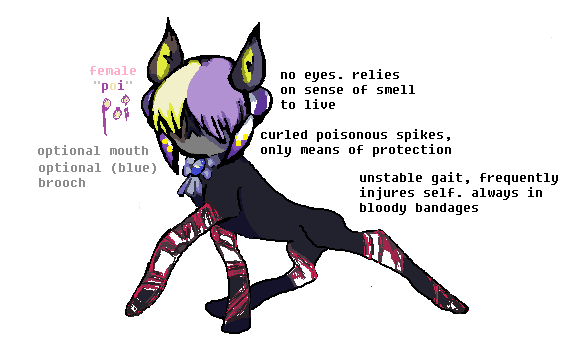 female
"poi"
poi
no eyes. relies
on sense of smell
to live
curled poisonous spikes,
only means of protection
optional mouth
optional (blue)
brooch
unstable gait, frequently
injures self. always in
bloody bandages